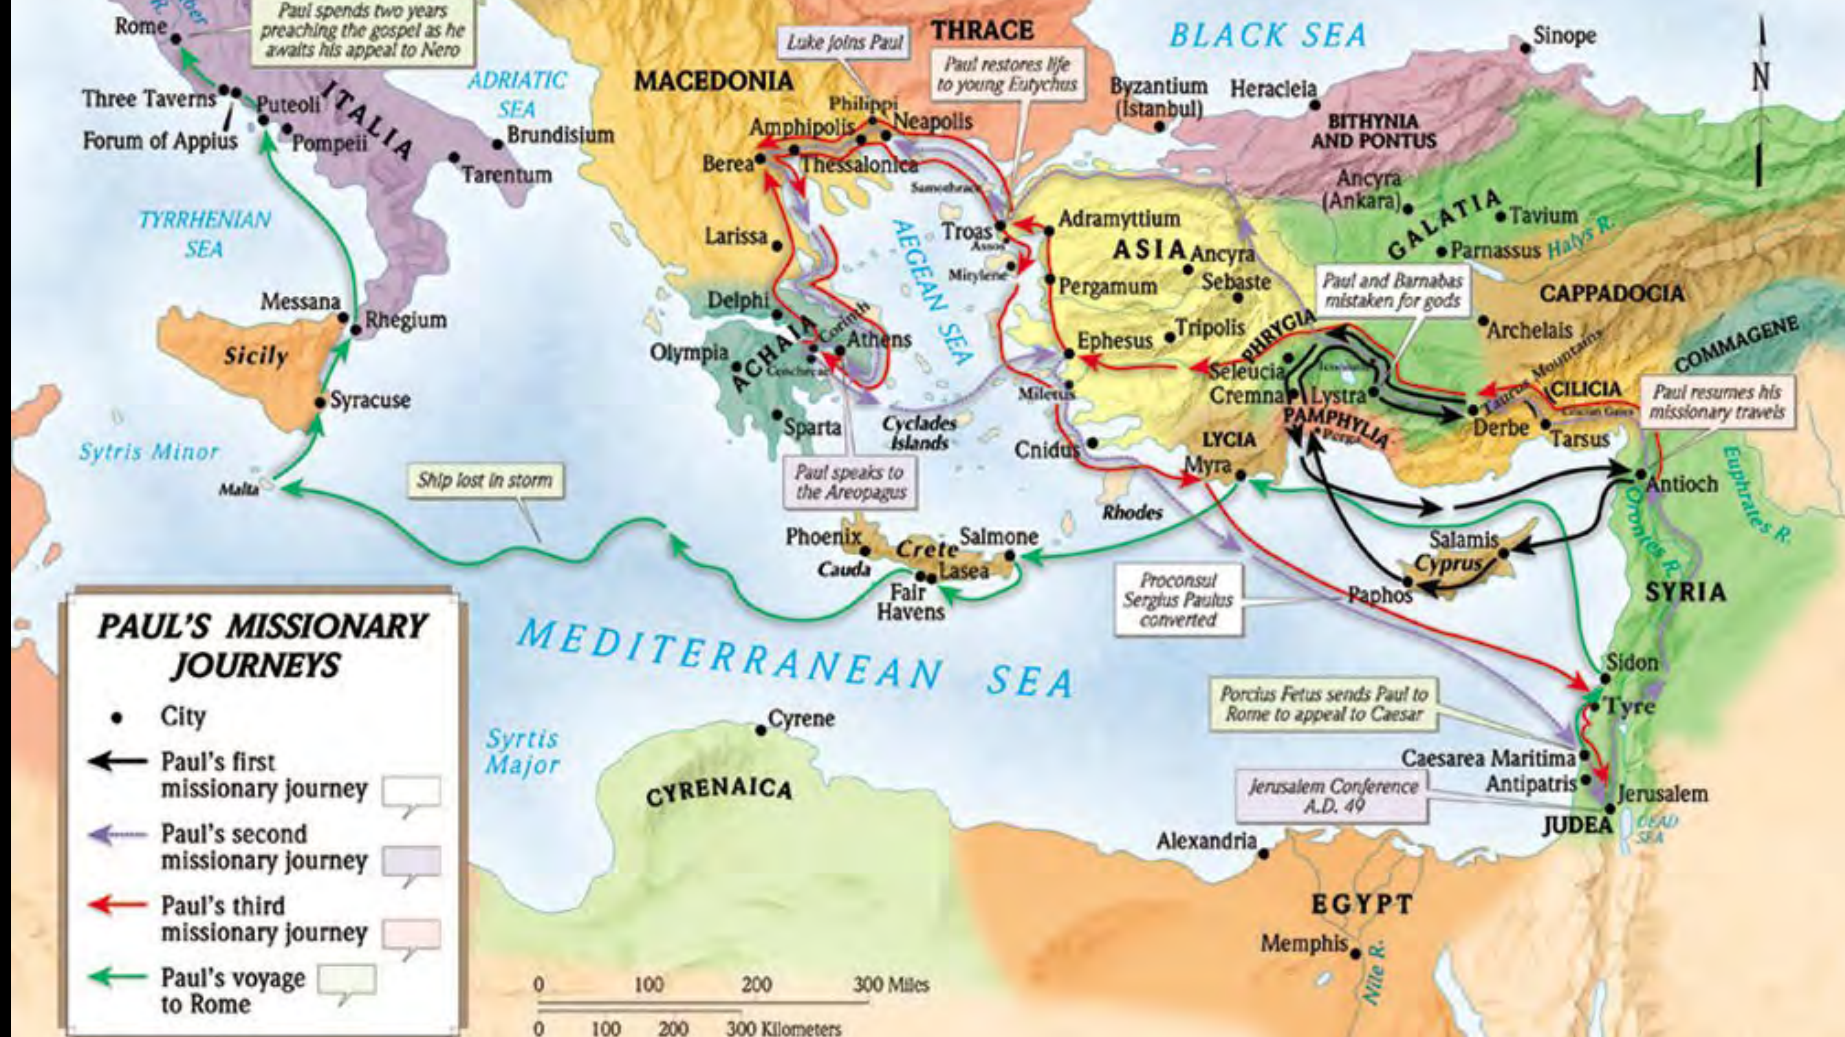 Paul spends two years
preaching the gospel as he
awaits his appeal to Nero
Rome
R.
Three Taverns
Forum of Appius
Puteoli
Pompeii
ITALIA
ADRIATIC
SEA
Brundisium
Tarentum
TYRRHENIAN
SEA
Messana
Rhegium
Sicily
Syracuse
Sytris Minor
Malta
Ship lost in storm
MACEDONIA
Luke joins Paul
THRACE
Paul restores life
to young Eutychus
Philippi
Neapolis
Amphipolis
Berea
Thessalonica
Samothrace
Larissa
Troas
Assos
Mitylene
AEGEAN SEA
Delphi
ACHAIA
Corinth
Athens
Olympia
Cenchreae
Sparta
Cyclades
Islands
Paul speaks to
the Areopagus
BLACK SEA
Sinope
Byzantium
(Istanbul)
Heracleia
BITHYNIA
AND PONTUS
N
Ancyra
(Ankara)
GALATIA
Tavium
Parnassus
Halys R.
Adramyttium
ASIA
Ancyra
Sebaste
Pergamum
Tripolis
Ephesus
PHRYGIA
Paul and Barnabas
mistaken for gods
CAPPADOCIA
Archelais
COMMAGENE
Taurus Mountains
Seleucia
Iconium
Cremna
Lystra
CILICIA
Cilician Gates
Paul resumes his
missionary travels
Miletus
PAMPHYLIA
Perga
Derbe
Tarsus
Cnidus
LYCIA
Myra
Antioch
Euphrates R.
Orontes R.
Rhodes
Phoenix
Crete
Salmone
Cauda
Lasea
Fair
Havens
Salamis
Cyprus
Paphos
Proconsul
Sergius Paulus
converted
SYRIA
MEDITERRANEAN SEA
Sidon
Tyre
Porcius Fetus sends Paul to
Rome to appeal to Caesar
Caesarea Maritima
Antipatris
Jerusalem Conference
A.D. 49
Jerusalem
JUDEA
DEAD
SEA
Syrtis
Major
Cyrene
CYRENAICA
Alexandria
EGYPT
Memphis
Nile R.
PAUL'S MISSIONARY
JOURNEYS
City
Paul's first
missionary journey
Paul's second
missionary journey
Paul's third
missionary journey
Paul's voyage
to Rome
0 100 200 300 Miles
0 100 200 300 Kilometers